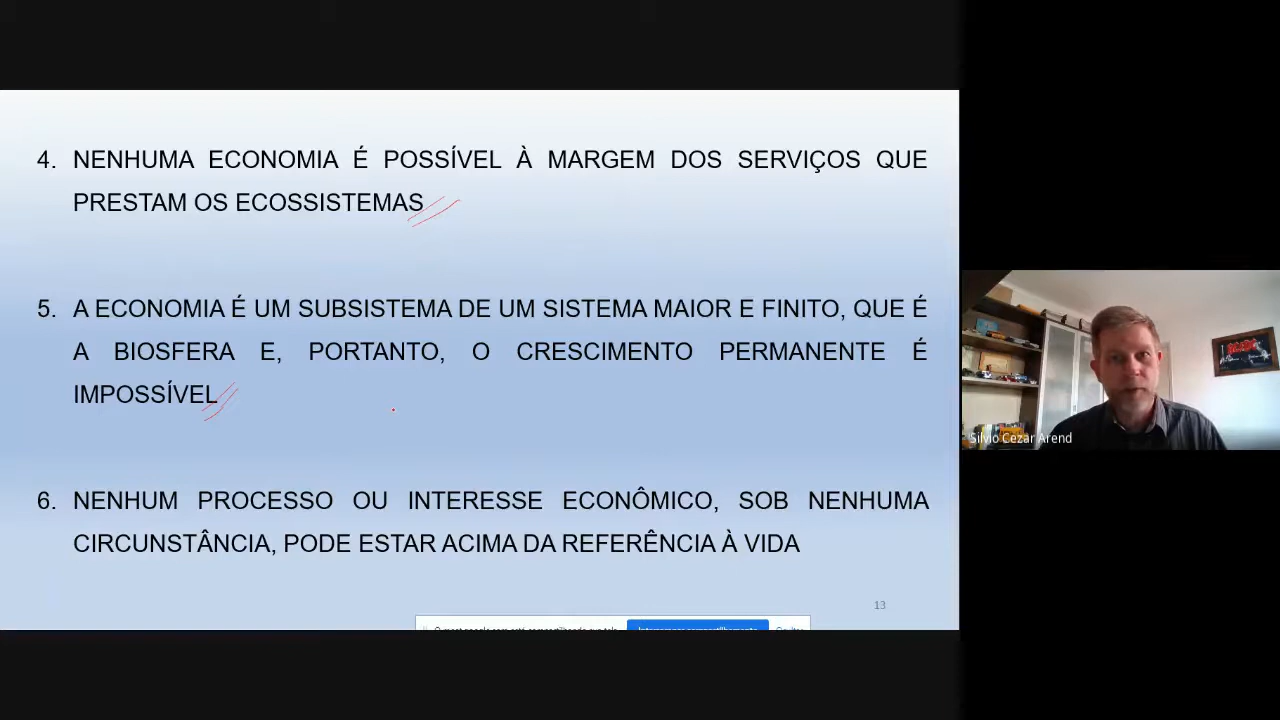 4. NENHUMA ECONOMIA É POSSÍVEL À MARGEM DOS SERVIÇOS QUE
PRESTAM OS ECOSSISTEMAS
5. A ECONOMIA É UM SUBSISTEMA DE UM SISTEMA MAIOR E FINITO, QUE É
A BIOSFERA E, PORTANTO, O CRESCIMENTO PERMANENTE É
IMPOSSÍVEL
6. NENHUM PROCESSO OU INTERESSE ECONÔMICO, SOB NENHUMA
CIRCUNSTÂNCIA, PODE ESTAR ACIMA DA REFERÊNCIA À VIDA
13
Silvio Cezar Arend